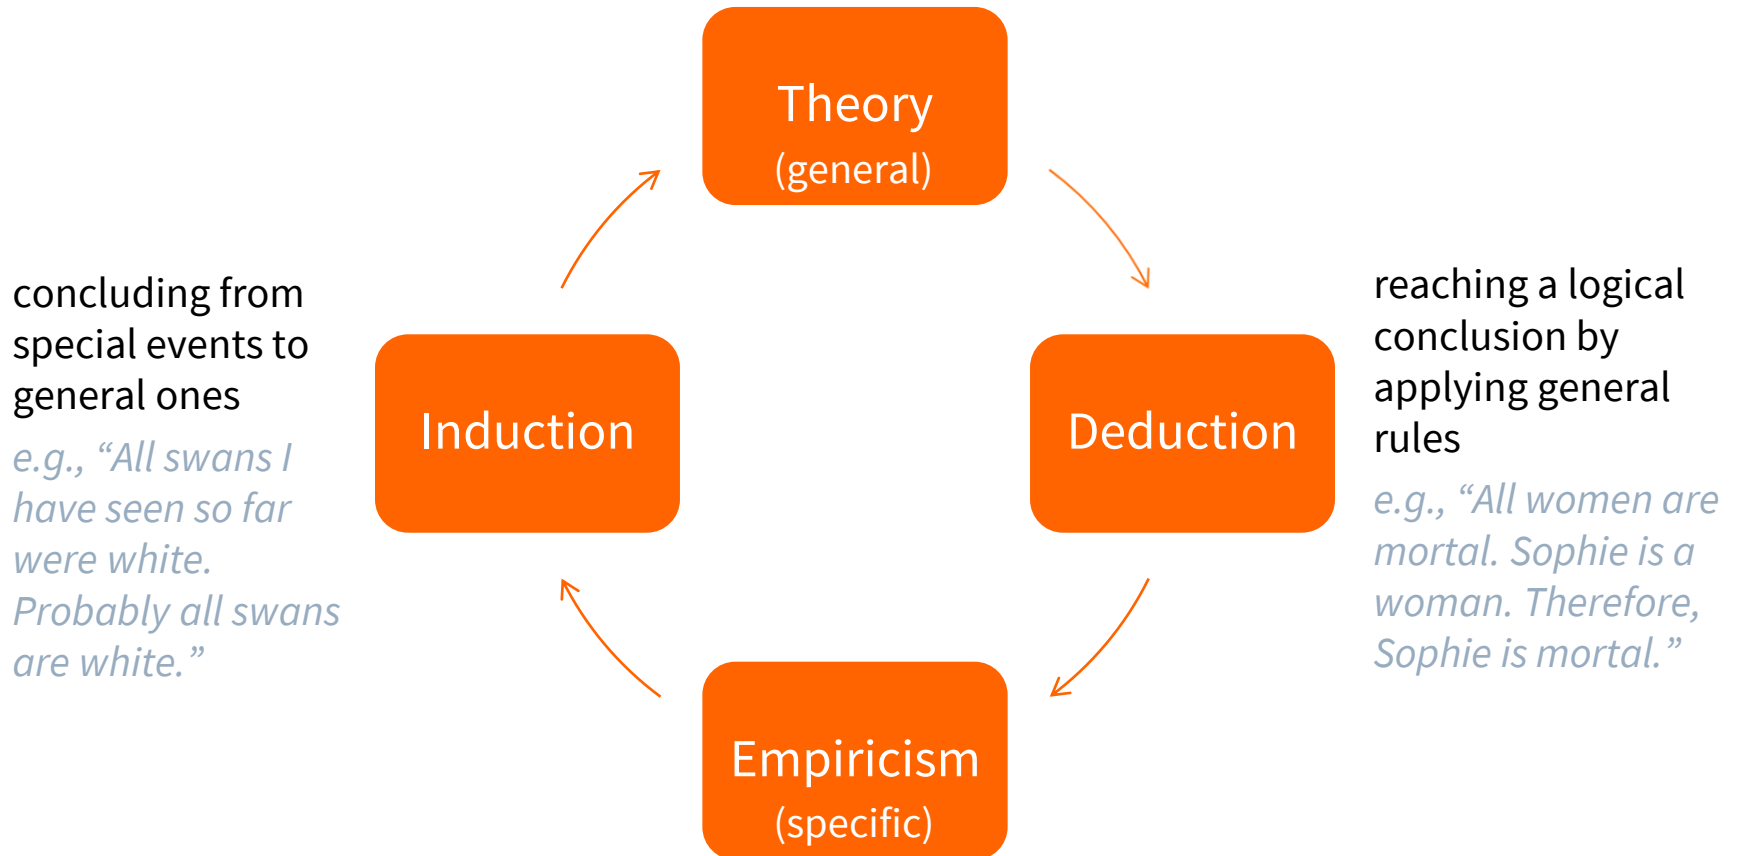 Theory
(general)
concluding from
special events to
general ones
e.g., “All swans I
have seen so far
were white.
Probably all swans
are white.”
Induction
Deduction
reaching a logical
conclusion by
applying general
rules
e.g., “All women are
mortal. Sophie is a
woman. Therefore,
Sophie is mortal.”
Empiricism
(specific)